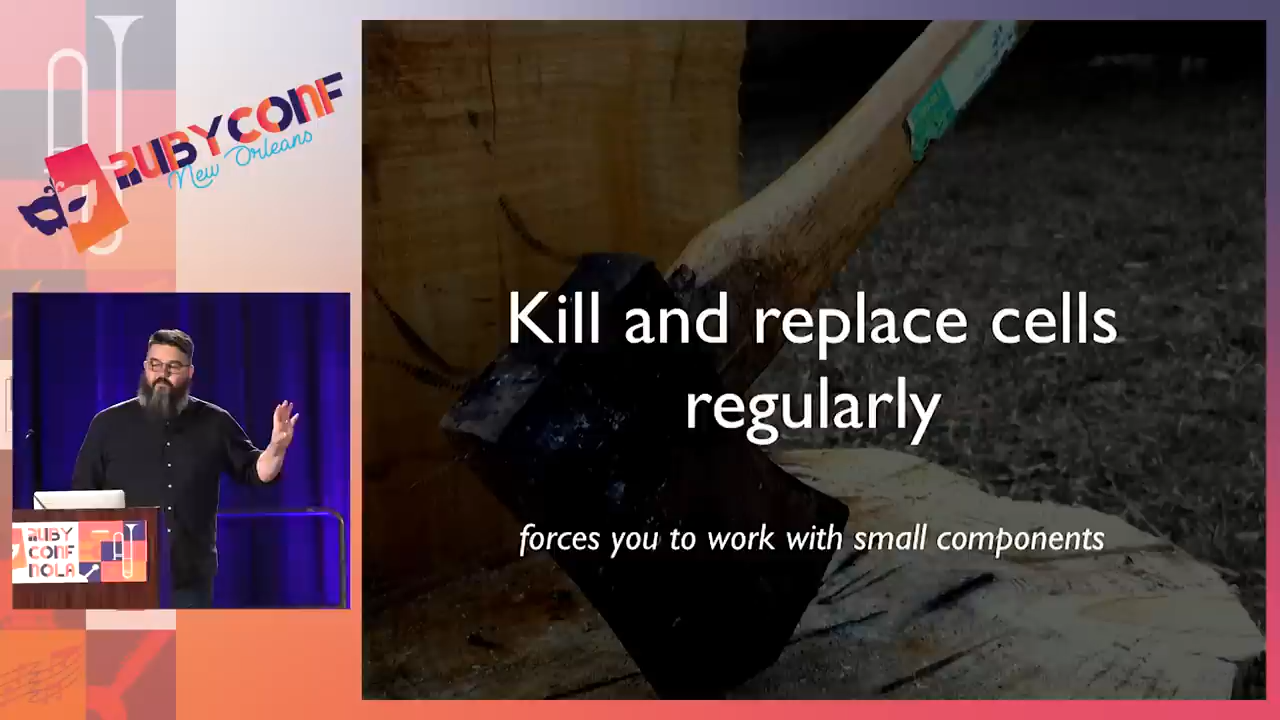 RUBYCONF
New Orleans
Kill and replace cells
regularly
forces you to work with small components
RUBY
CONF
NOLA